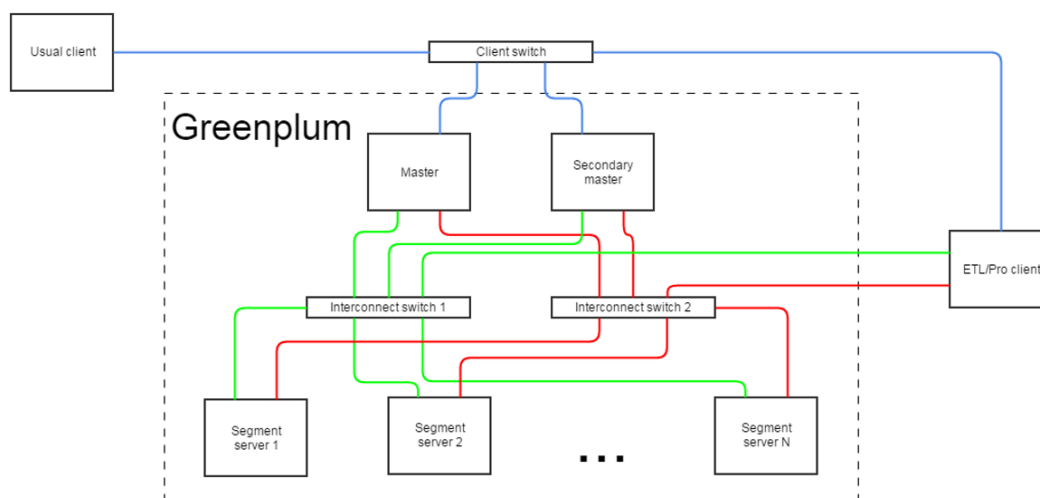 Usual client
Client switch
Greenplum
Master
Secondary
master
ETL/Pro client
Interconnect switch 1
Interconnect switch 2
Segment
server 1
Segment
server 2
...
Segment
server N